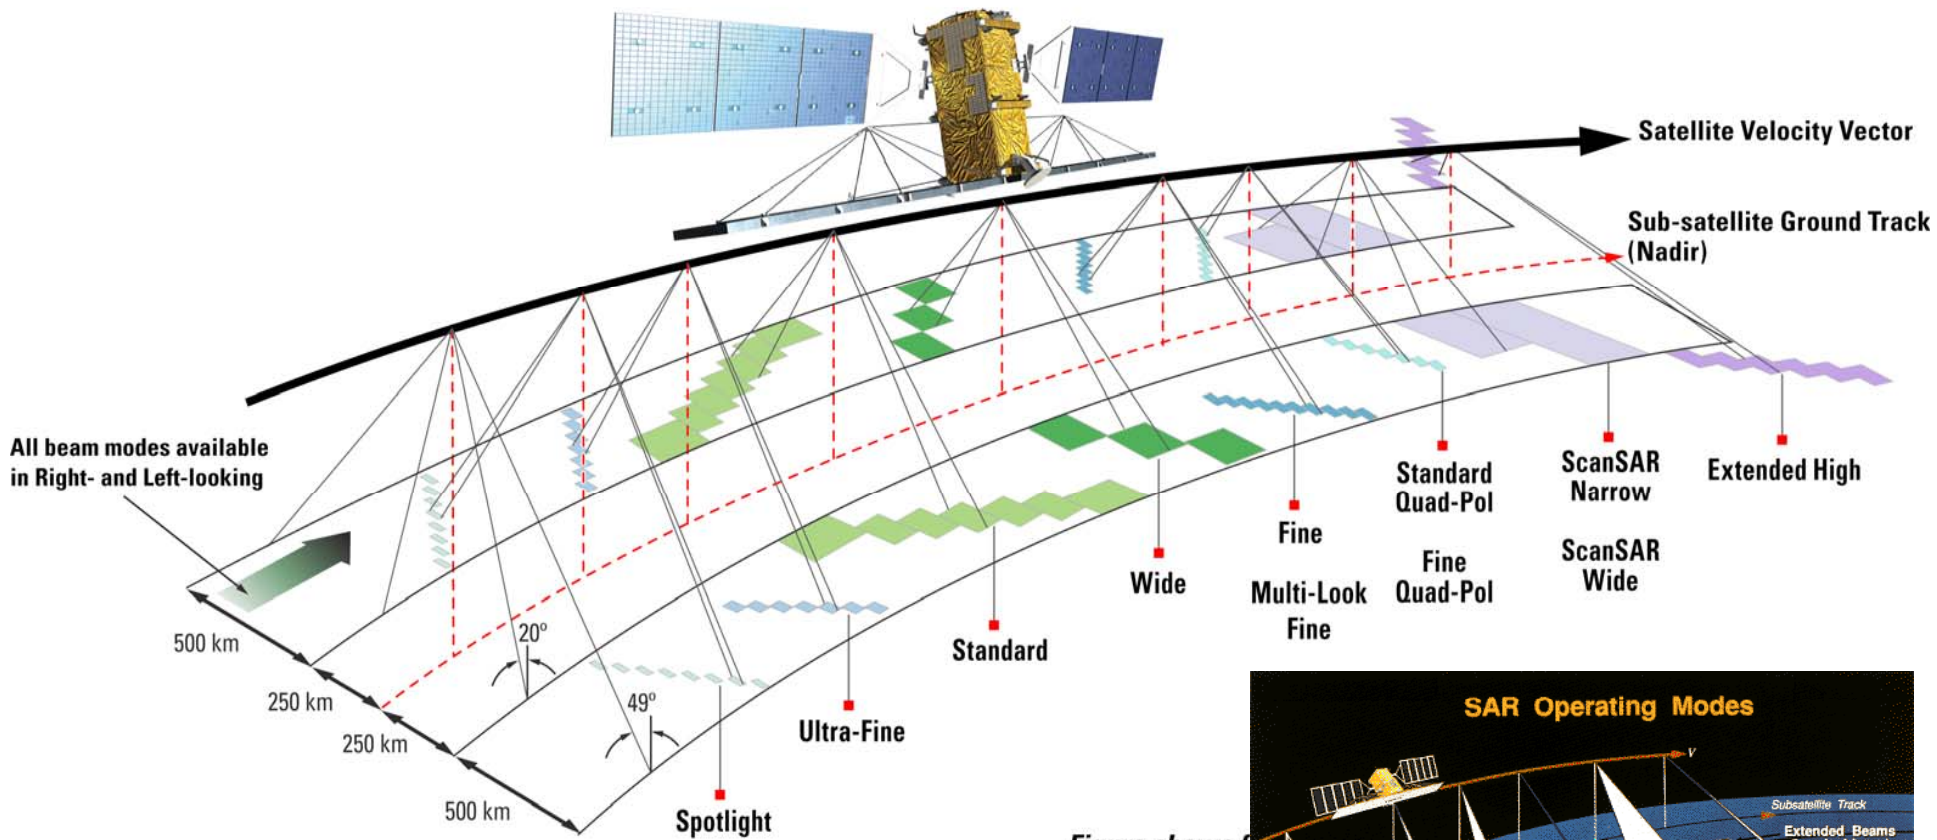 Satellite Velocity Vector
Sub-satellite Ground Track
(Nadir)
All beam modes available
in Right- and Left-looking
500 km
250 km
250 km
500 km
20º
49º
Spotlight
Ultra-Fine
Standard
Wide
Fine
Multi-Look
Fine
Standard
Quad-Pol
Fine
Quad-Pol
ScanSAR
Narrow
ScanSAR
Wide
Extended High
SAR Operating Modes
V
Subsatellite Track
Extended Beams